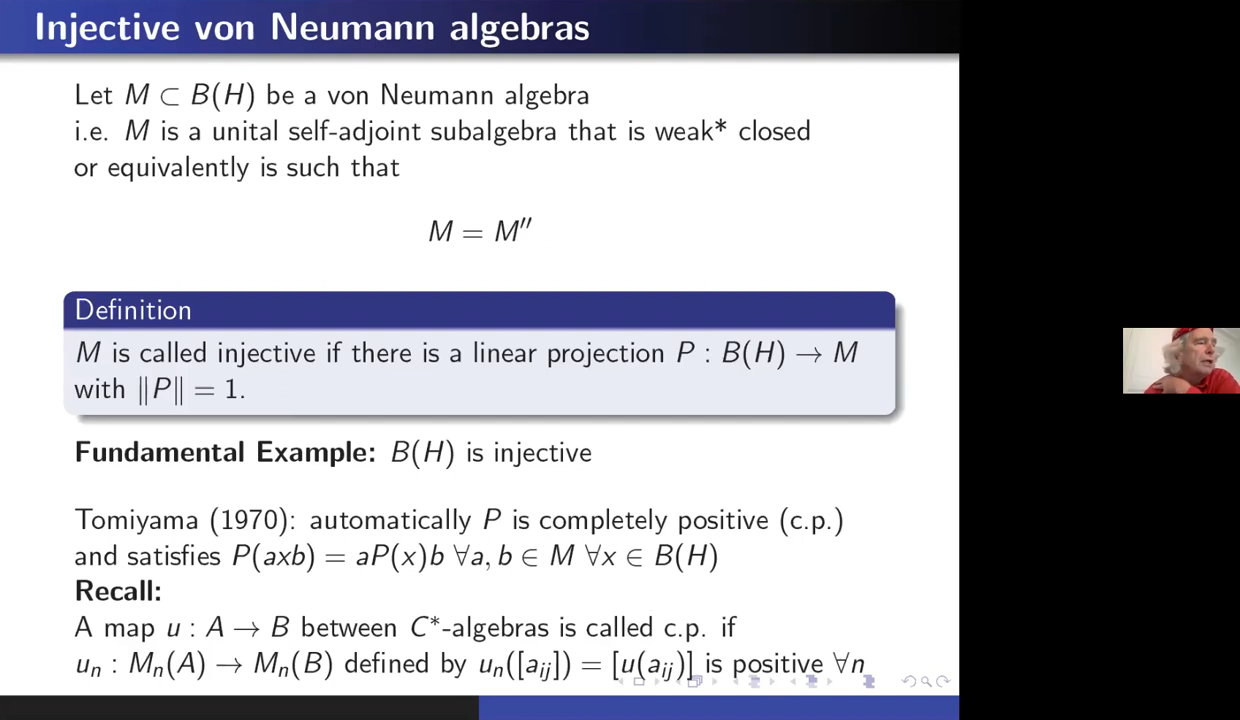 Injective von Neumann algebras
Let M ⊂ B(H) be a von Neumann algebra
i.e. M is a unital self-adjoint subalgebra that is weak* closed
or equivalently is such that
M = M′′
Definition
M is called injective if there is a linear projection P : B(H) → M
with ‖P‖ = 1.
Fundamental Example: B(H) is injective
Tomiyama (1970): automatically P is completely positive (c.p.)
and satisfies P(axb) = aP(x)b ∀a, b ∈ M ∀x ∈ B(H)
Recall:
A map u : A → B between C*-algebras is called c.p. if
uₙ : Mₙ(A) → Mₙ(B) defined by uₙ([aᵢⱼ]) = [u(aᵢⱼ)] is positive ∀n